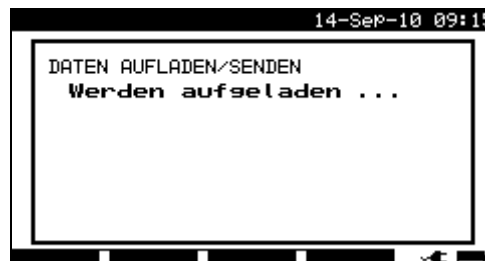 14-Sep-10 09:15
DATEN AUFLADEN/SENDEN
Werden aufgeladen ...